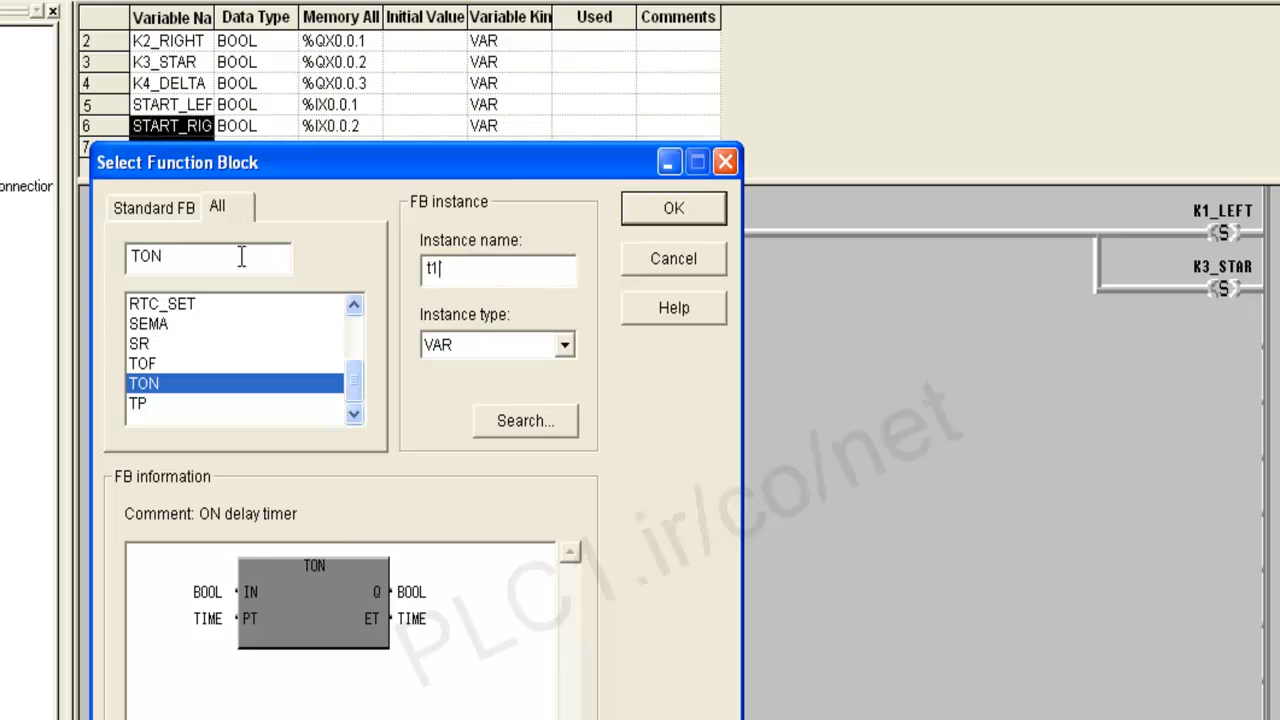 Variable Na Data Type Memory All Initial Value Variable Kin Used Comments
2 K2_RIGHT BOOL %QX0.0.1 VAR
3 K3_STAR BOOL %QX0.0.2 VAR
4 K4_DELTA BOOL %QX0.0.3 VAR
5 START_LEF BOOL %IX0.0.1 VAR
6 START_RIG BOOL %IX0.0.2 VAR
7
onnection
Select Function Block
Standard FB All
TON
RTC_SET
SEMA
SR
TOF
TON
TP
FB instance
Instance name:
t1
Instance type:
VAR
Search...
OK
Cancel
Help
FB information
Comment: ON delay timer
TON
BOOL IN Q BOOL
TIME PT ET TIME
K1_LEFT
S
K3_STAR
S
PLC1.ir/co/net